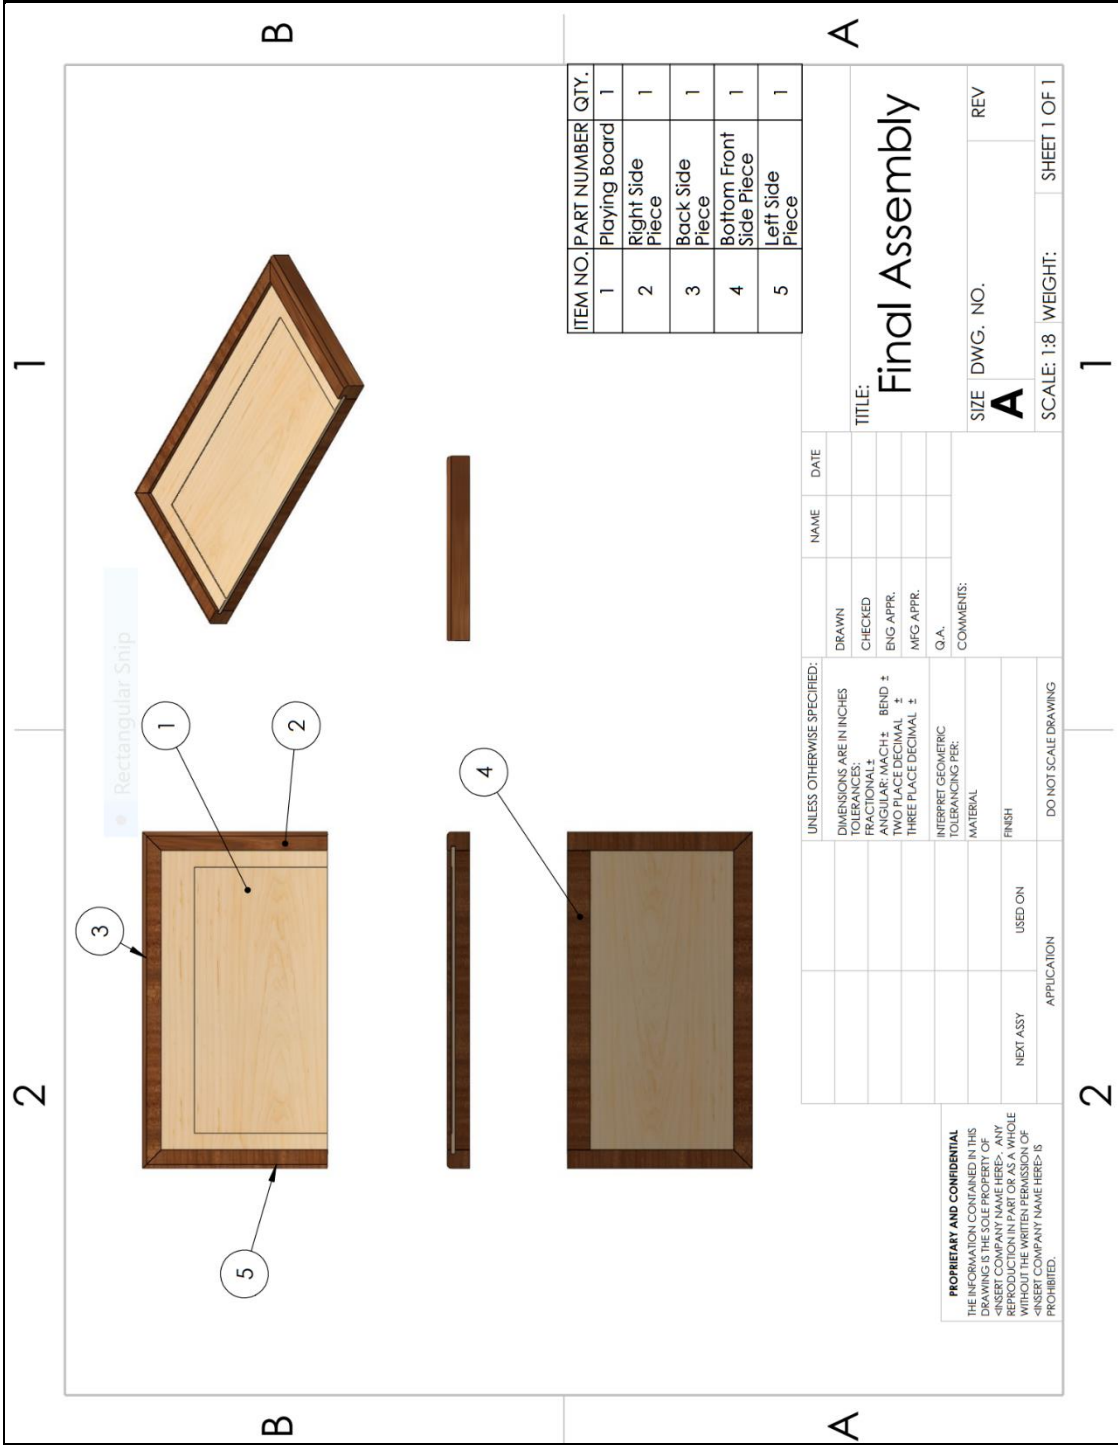 2
1
B
B
A
A
2
1
Rectangular Snip
3
1
2
5
4
ITEM NO. PART NUMBER QTY.
1 Playing Board 1
2 Right Side
Piece 1
3 Back Side
Piece 1
4 Bottom Front
Side Piece 1
5 Left Side
Piece 1
PROPRIETARY AND CONFIDENTIAL
THE INFORMATION CONTAINED IN THIS
DRAWING IS THE SOLE PROPERTY OF
<INSERT COMPANY NAME HERE>. ANY
REPRODUCTION IN PART OR AS A WHOLE
WITHOUT THE WRITTEN PERMISSION OF
<INSERT COMPANY NAME HERE> IS
PROHIBITED.
NEXT ASSY
USED ON
APPLICATION
UNLESS OTHERWISE SPECIFIED:
DIMENSIONS ARE IN INCHES
TOLERANCES:
FRACTIONAL ±
ANGULAR: MACH ± BEND ±
TWO PLACE DECIMAL ±
THREE PLACE DECIMAL ±
INTERPRET GEOMETRIC
TOLERANCING PER:
MATERIAL
FINISH
DO NOT SCALE DRAWING
NAME DATE
DRAWN
CHECKED
ENG APPR.
MFG APPR.
Q.A.
COMMENTS:
TITLE:
Final Assembly
SIZE DWG. NO. REV
A
SCALE: 1:8 WEIGHT: SHEET 1 OF 1